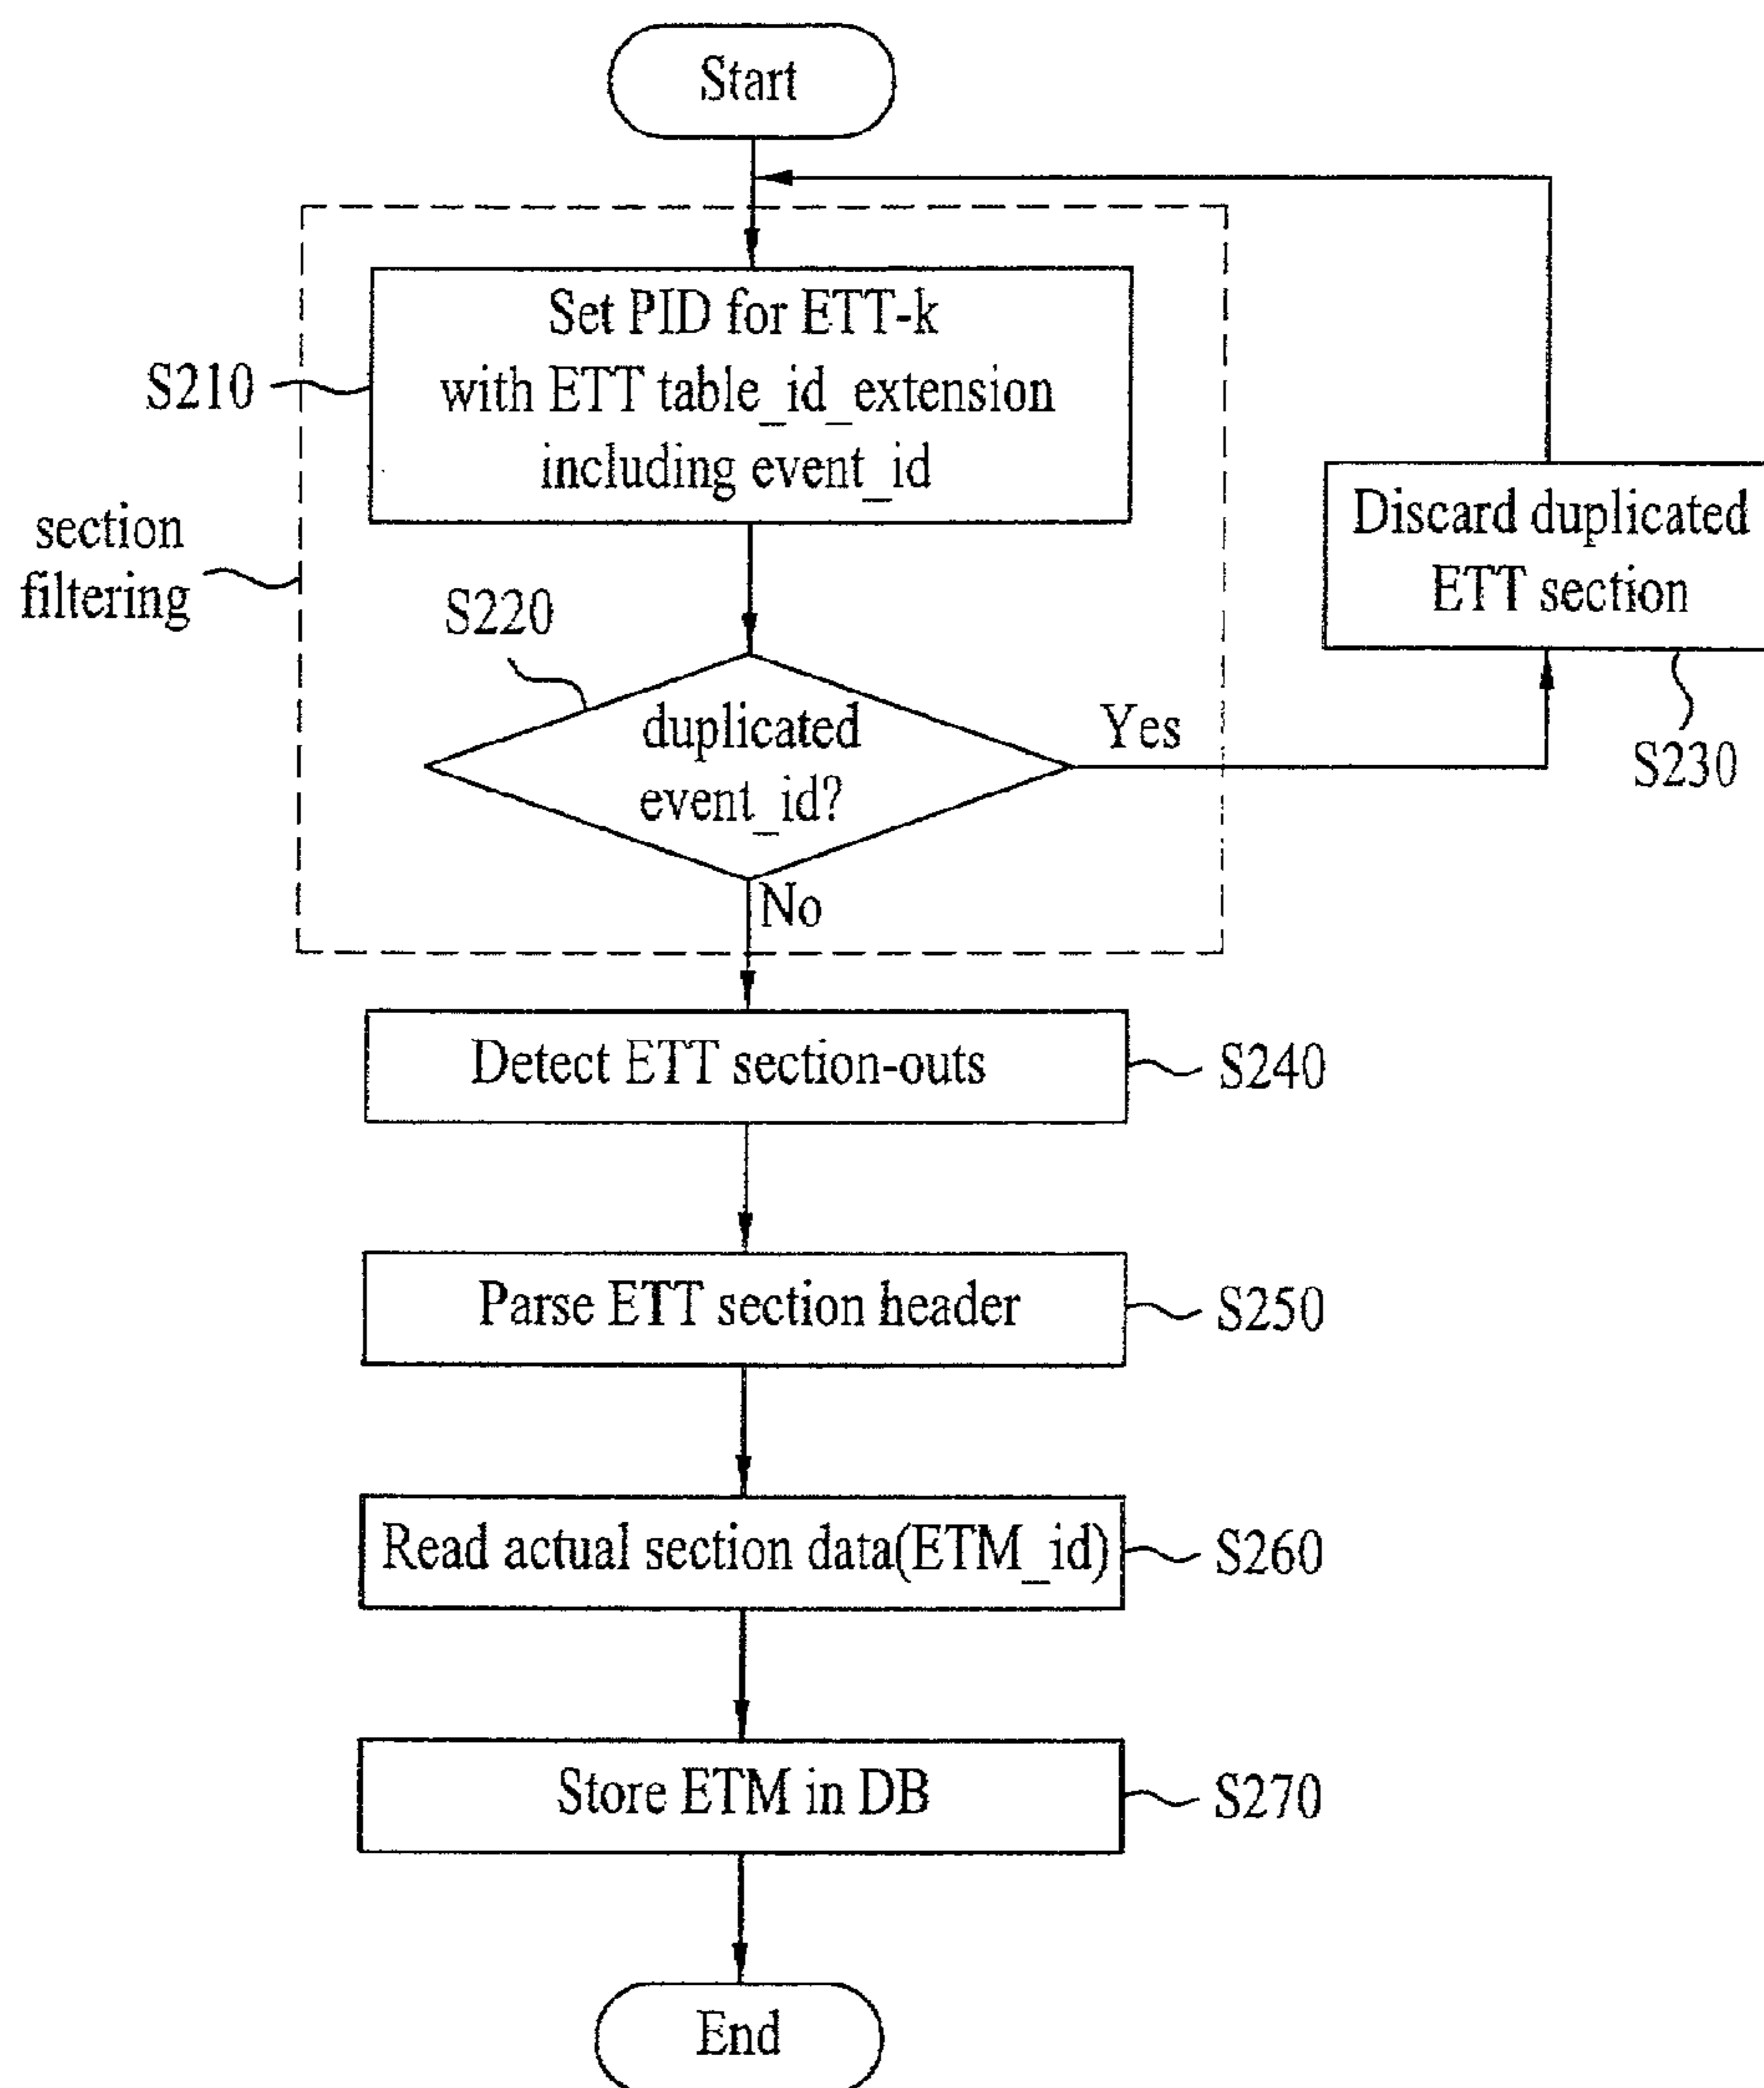 Start
Set PID for ETT-k
with ETT table_id_extension
including event_id
S210
section
filtering
Discard duplicated
ETT section
S230
S220
duplicated
event_id?
Yes
No
Detect ETT section-outs
S240
Parse ETT section header
S250
Read actual section data(ETM_id)
S260
Store ETM in DB
S270
End